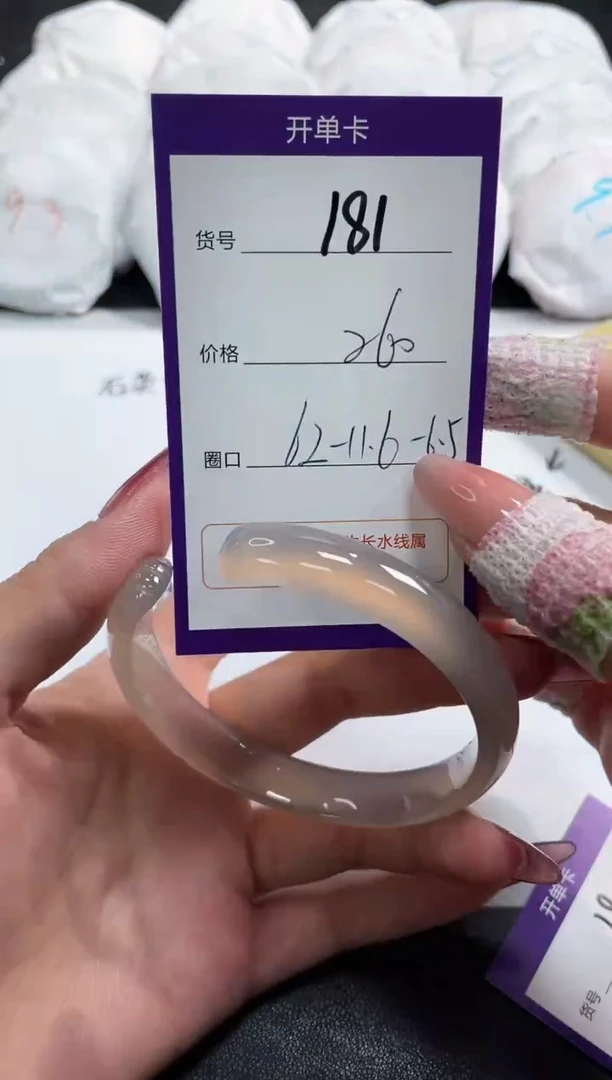 开单卡
货号 181
价格 260
圈口 62-11.6-6.5
长水线属
93
开单卡
货号